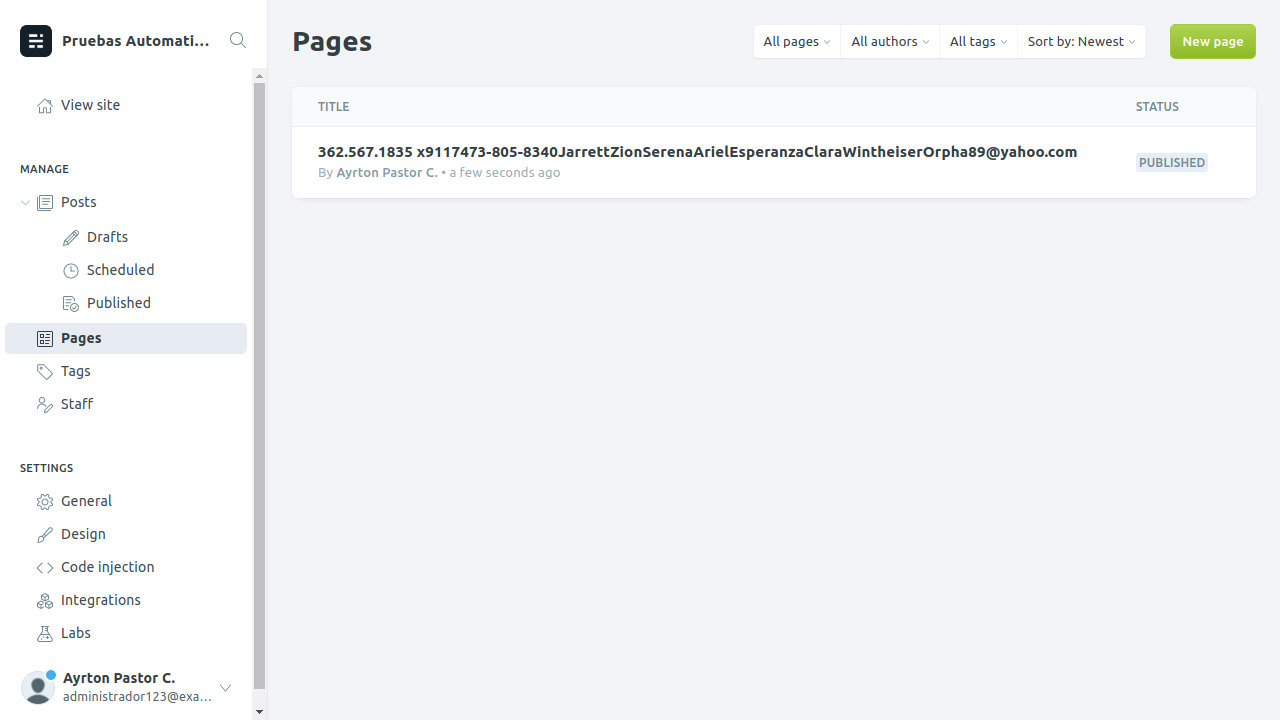 Pruebas Automati...
View site
MANAGE
Posts
Drafts
Scheduled
Published
Pages
Tags
Staff
SETTINGS
General
Design
Code injection
Integrations
Labs
Ayrton Pastor C.
administrador123@exa...
Pages
All pages
All authors
All tags
Sort by: Newest
New page
TITLE
STATUS
362.567.1835 x9117473-805-8340JarrettZionSerenaArielEsperanzaClaraWintheiserOrpha89@yahoo.com
By Ayrton Pastor C. • a few seconds ago
PUBLISHED